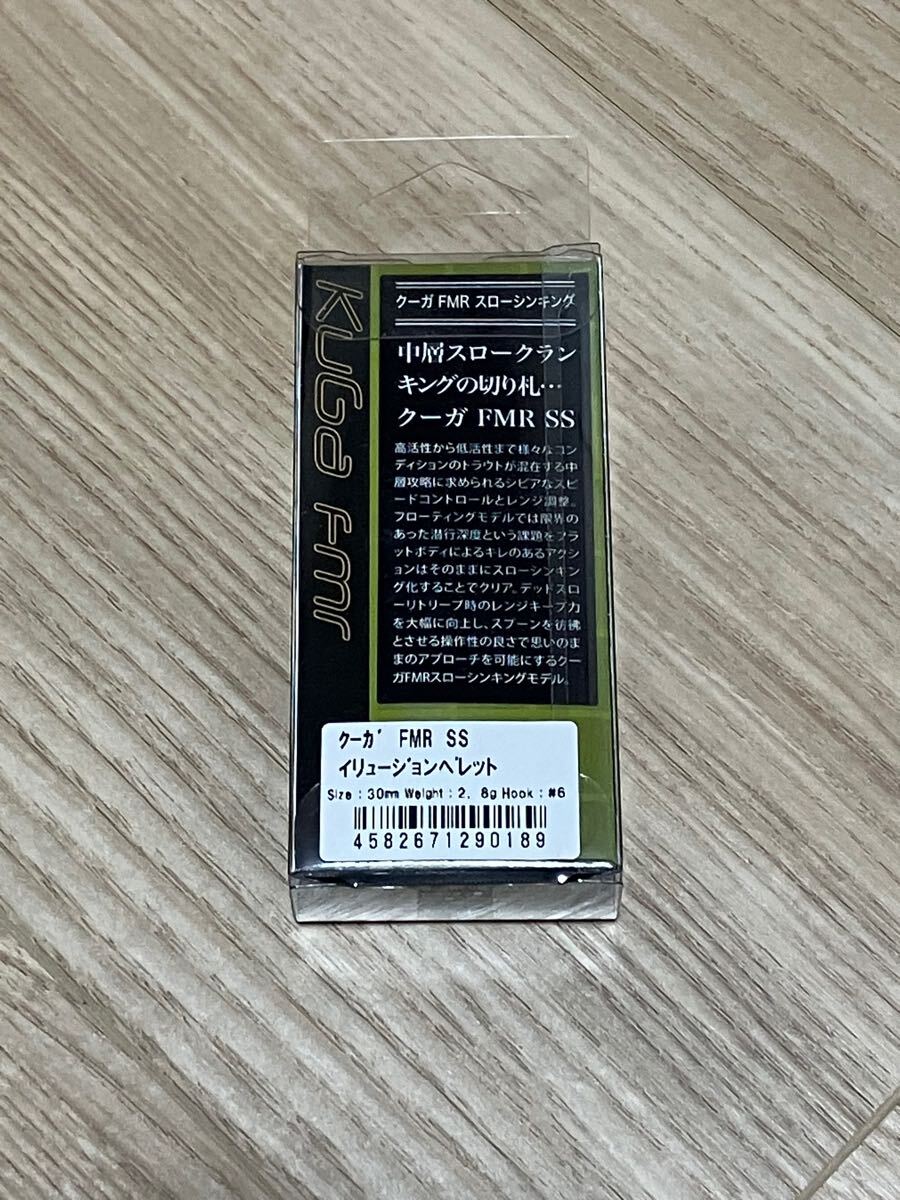 KUGa Fmr
クーガ FMR スローシンキング
中層スロークラン
キングの切り札…
クーガ FMR SS
高活性から低活性まで様々なコン
ディションのトラウトが混在する中
層攻略に求められるシビアなスピ
ードコントロールとレンジ調整。
フローティングモデルでは限界の
あった潜行深度という課題をフラ
ットボディによるキレのあるアクシ
ョンはそのままにスローシンキン
グ化することでクリア。デッドスロ
ーリトリーブ時のレンジキープ力
を大幅に向上し、スプーンを彷彿
とさせる操作性の良さで思いのま
まのアプローチを可能にするクー
ガFMRスローシンキングモデル。
クーガ FMR SS
イリュージョンペレット
Size : 30mm Weight : 2. 8g Hook : #6
4582671290189